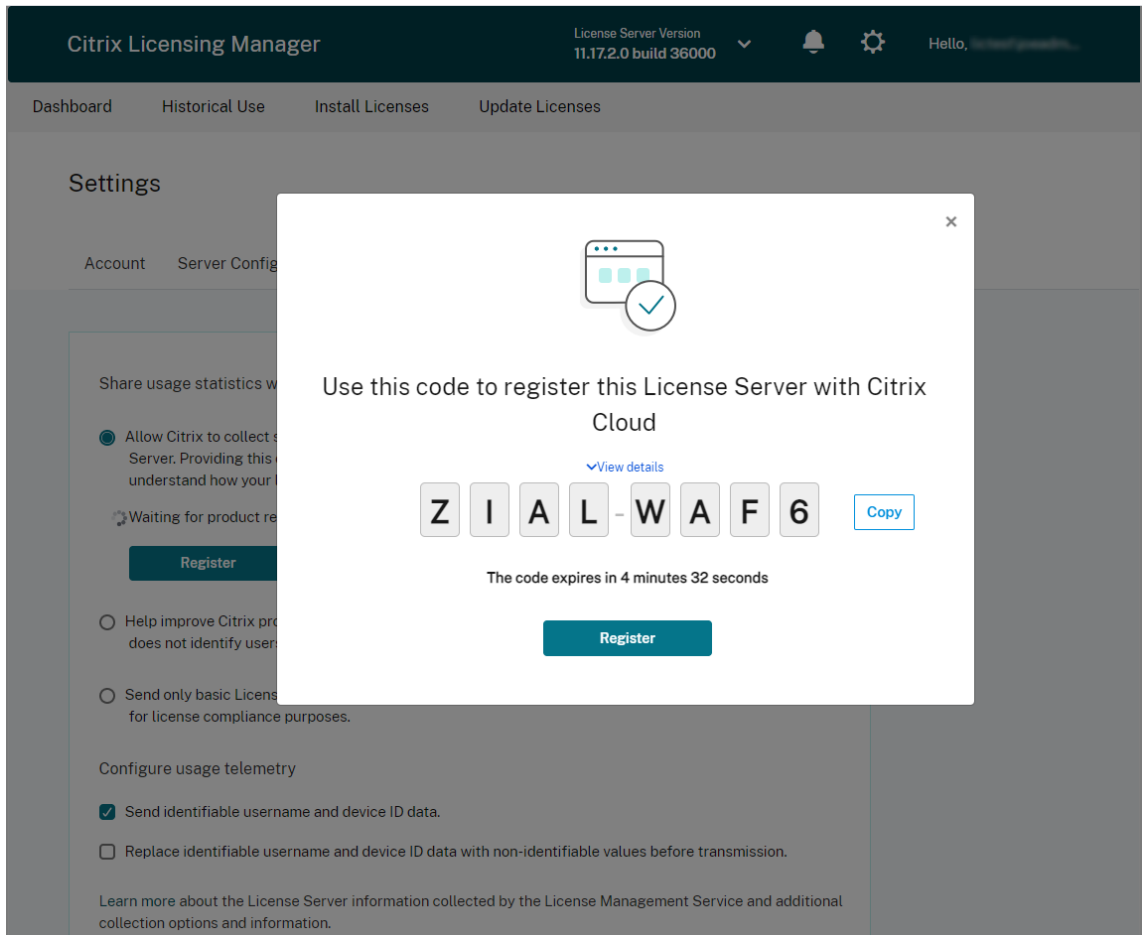 Citrix Licensing Manager
License Server Version
11.17.2.0 build 36000
Hello,
Dashboard Historical Use Install Licenses Update Licenses
Settings
Account Server Config
Use this code to register this License Server with Citrix
Cloud
View details
Z I A L - W A F 6
Copy
The code expires in 4 minutes 32 seconds
Register
Share usage statistics w
Allow Citrix to collect s
Server. Providing this
understand how your
Waiting for product re
Register
Help improve Citrix pro
does not identify user
Send only basic Licens
for license compliance purposes.
Configure usage telemetry
Send identifiable username and device ID data.
Replace identifiable username and device ID data with non-identifiable values before transmission.
Learn more about the License Server information collected by the License Management Service and additional
collection options and information.